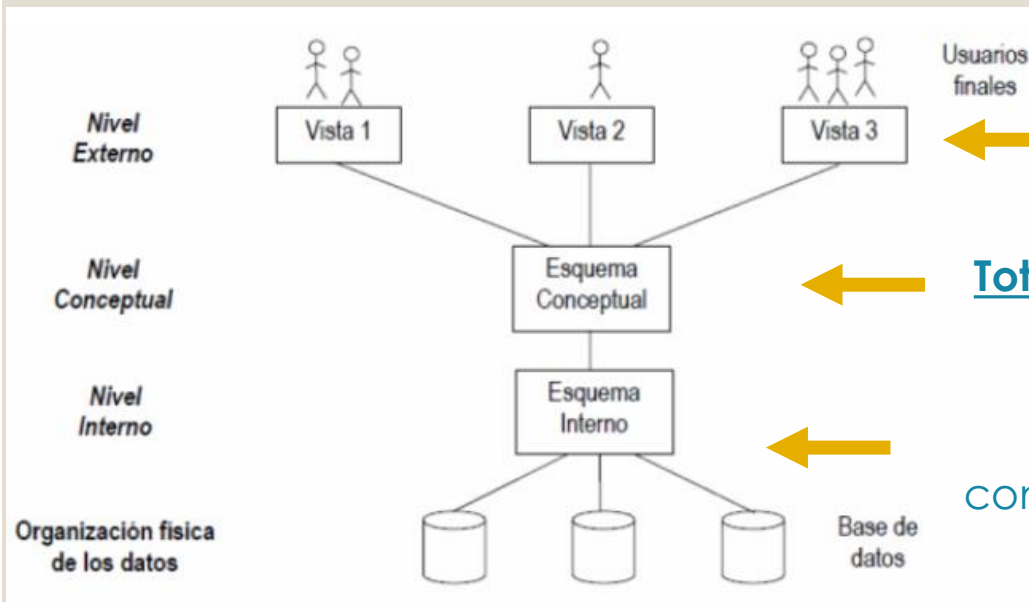 Usuarios
finales
Nivel
Externo
Vista 1
Vista 2
Vista 3
Nivel
Conceptual
Esquema
Conceptual
Nivel
Interno
Esquema
Interno
Organización física
de los datos
Base de
datos